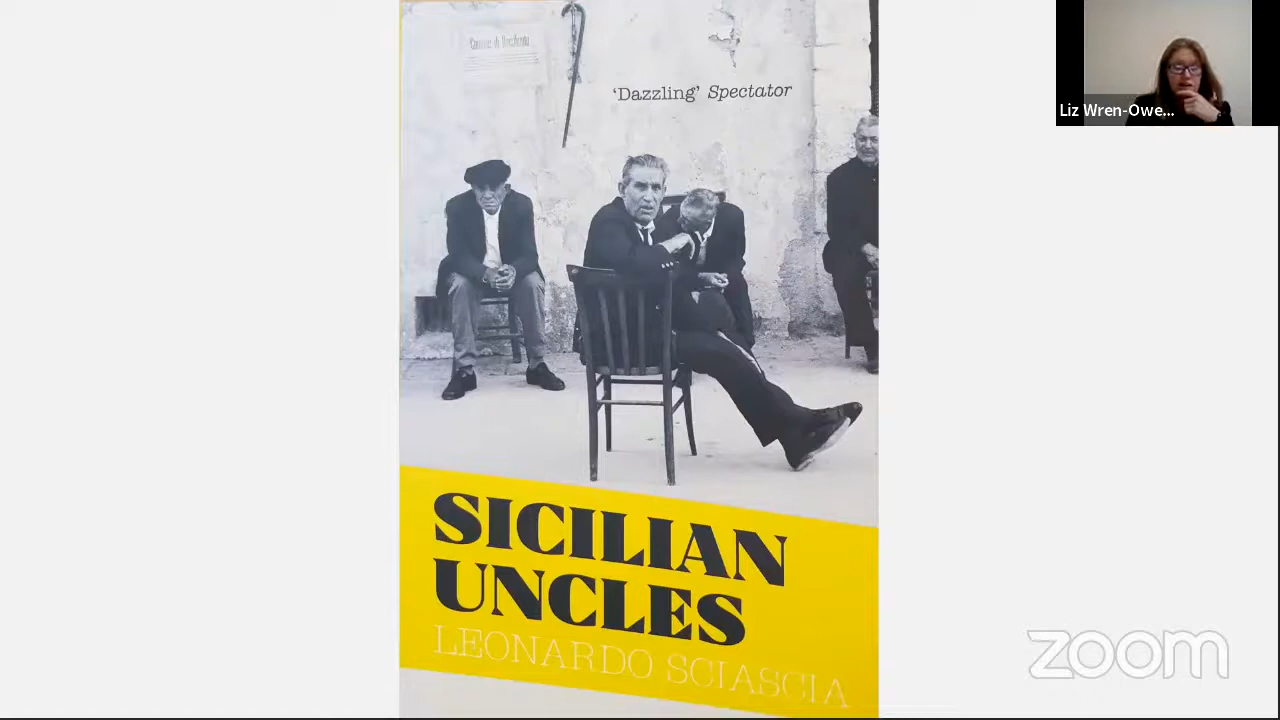 'Dazzling' Spectator
SICILIAN
UNCLES
LEONARDO SCIASCIA
Liz Wren-Owe...
zoom